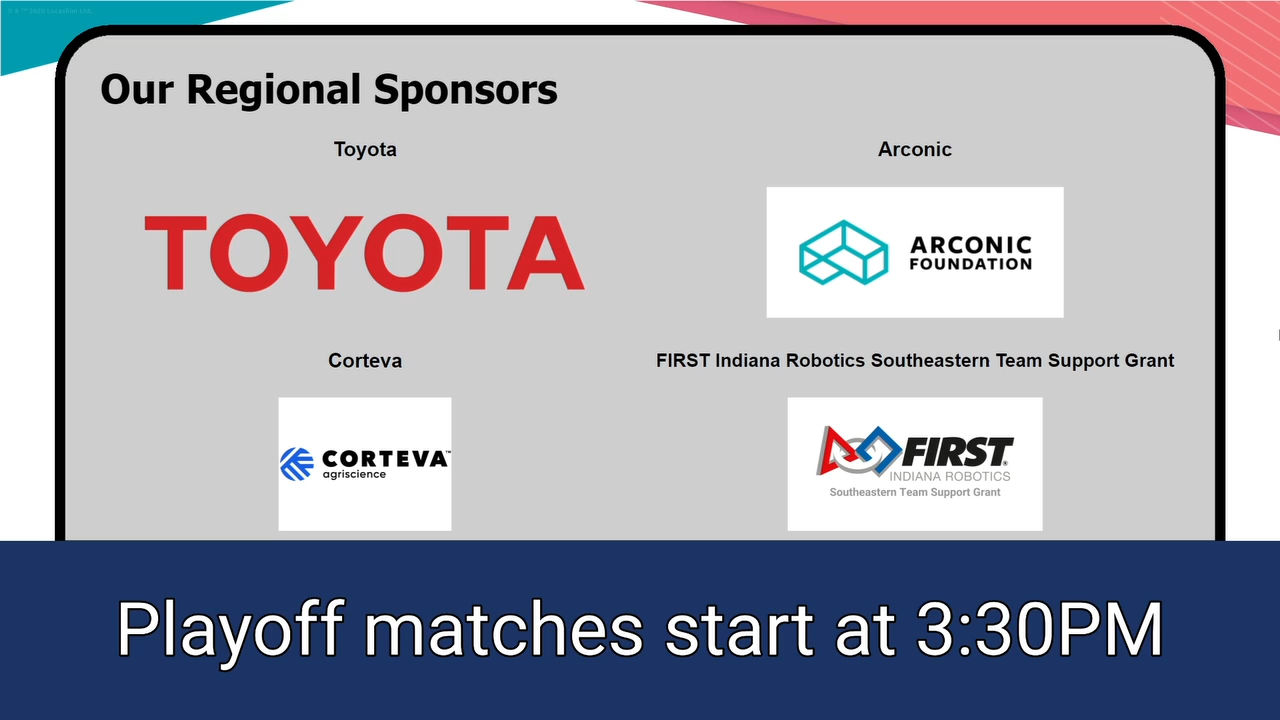 Our Regional Sponsors
Toyota
Arconic
TOYOTA
ARCONIC
FOUNDATION
Corteva
FIRST Indiana Robotics Southeastern Team Support Grant
CORTEVA™
agriscience
FIRST®
INDIANA ROBOTICS
Southeastern Team Support Grant
Playoff matches start at 3:30PM